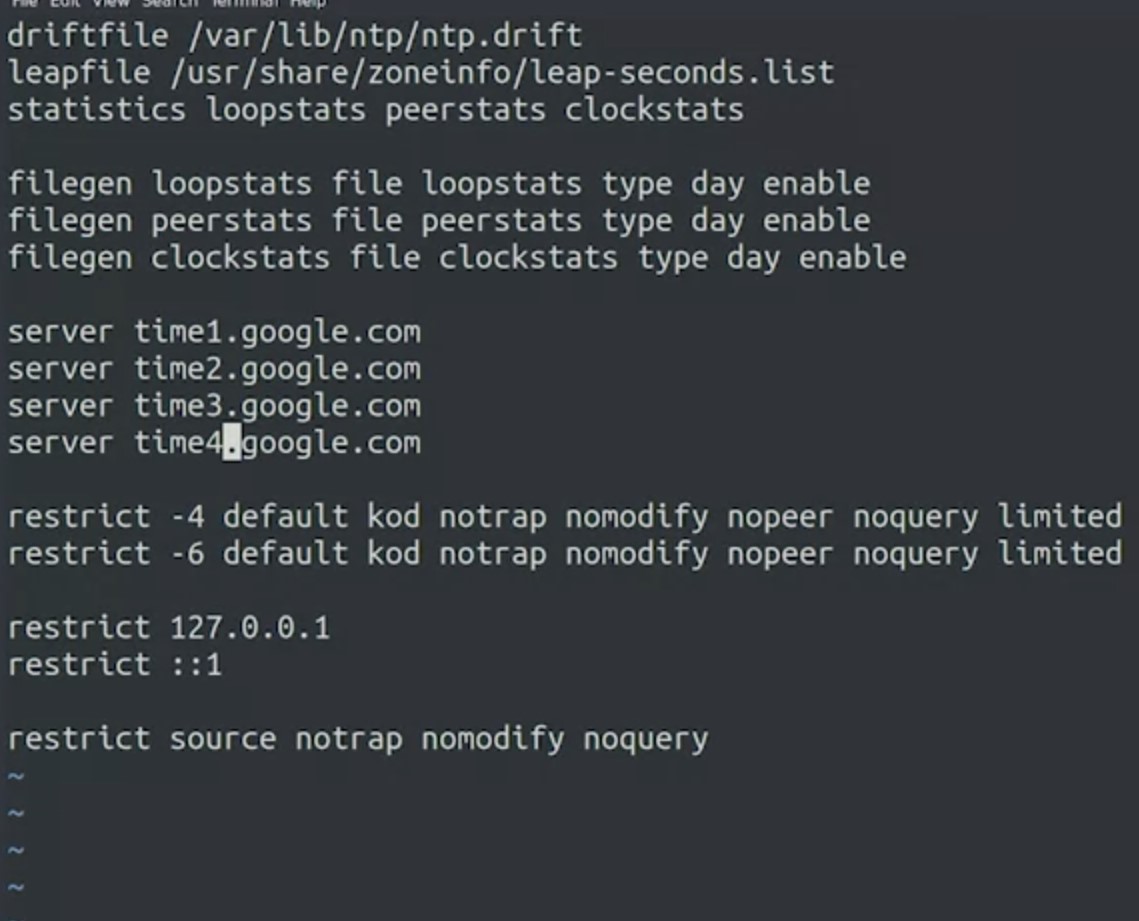 File Edit View Search Terminal Help
driftfile /var/lib/ntp/ntp.drift
leapfile /usr/share/zoneinfo/leap-seconds.list
statistics loopstats peerstats clockstats
filegen loopstats file loopstats type day enable
filegen peerstats file peerstats type day enable
filegen clockstats file clockstats type day enable
server time1.google.com
server time2.google.com
server time3.google.com
server time4.google.com
restrict -4 default kod notrap nomodify nopeer noquery limited
restrict -6 default kod notrap nomodify nopeer noquery limited
restrict 127.0.0.1
restrict ::1
restrict source notrap nomodify noquery
~
~
~
~